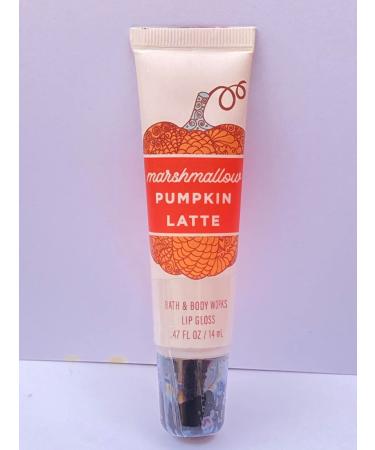 marshmallow
PUMPKIN
LATTE
BATH & BODY WORKS
LIP GLOSS
.47 FL OZ / 14 mL